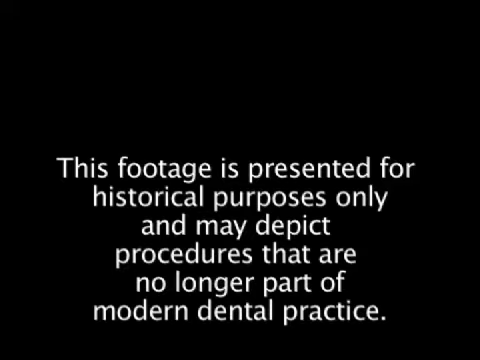 This footage is presented for
historical purposes only
and may depict
procedures that are
no longer part of
modern dental practice.